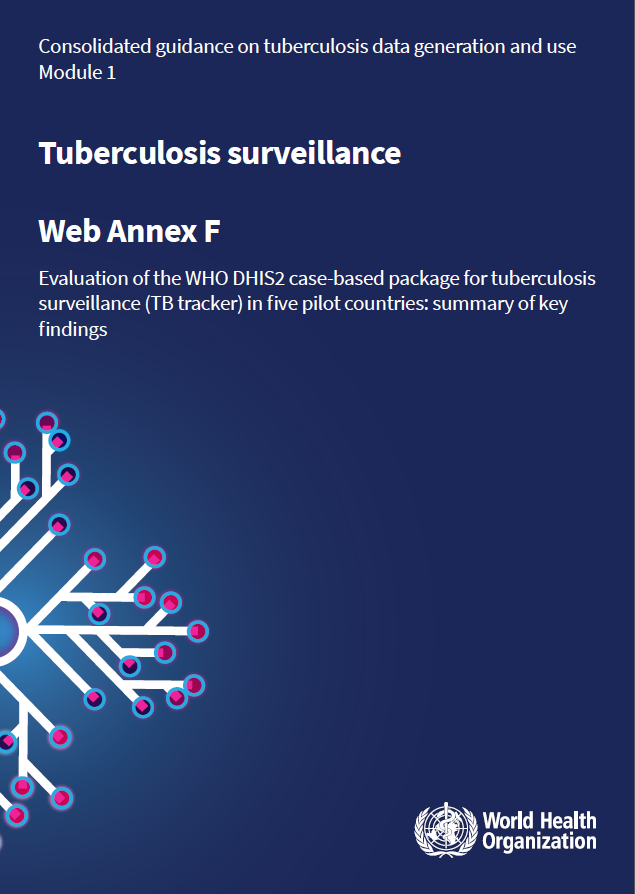 Consolidated guidance on tuberculosis data generation and use
Module 1
Tuberculosis surveillance
Web Annex F
Evaluation of the WHO DHIS2 case-based package for tuberculosis
surveillance (TB tracker) in five pilot countries: summary of key
findings
World Health
Organization